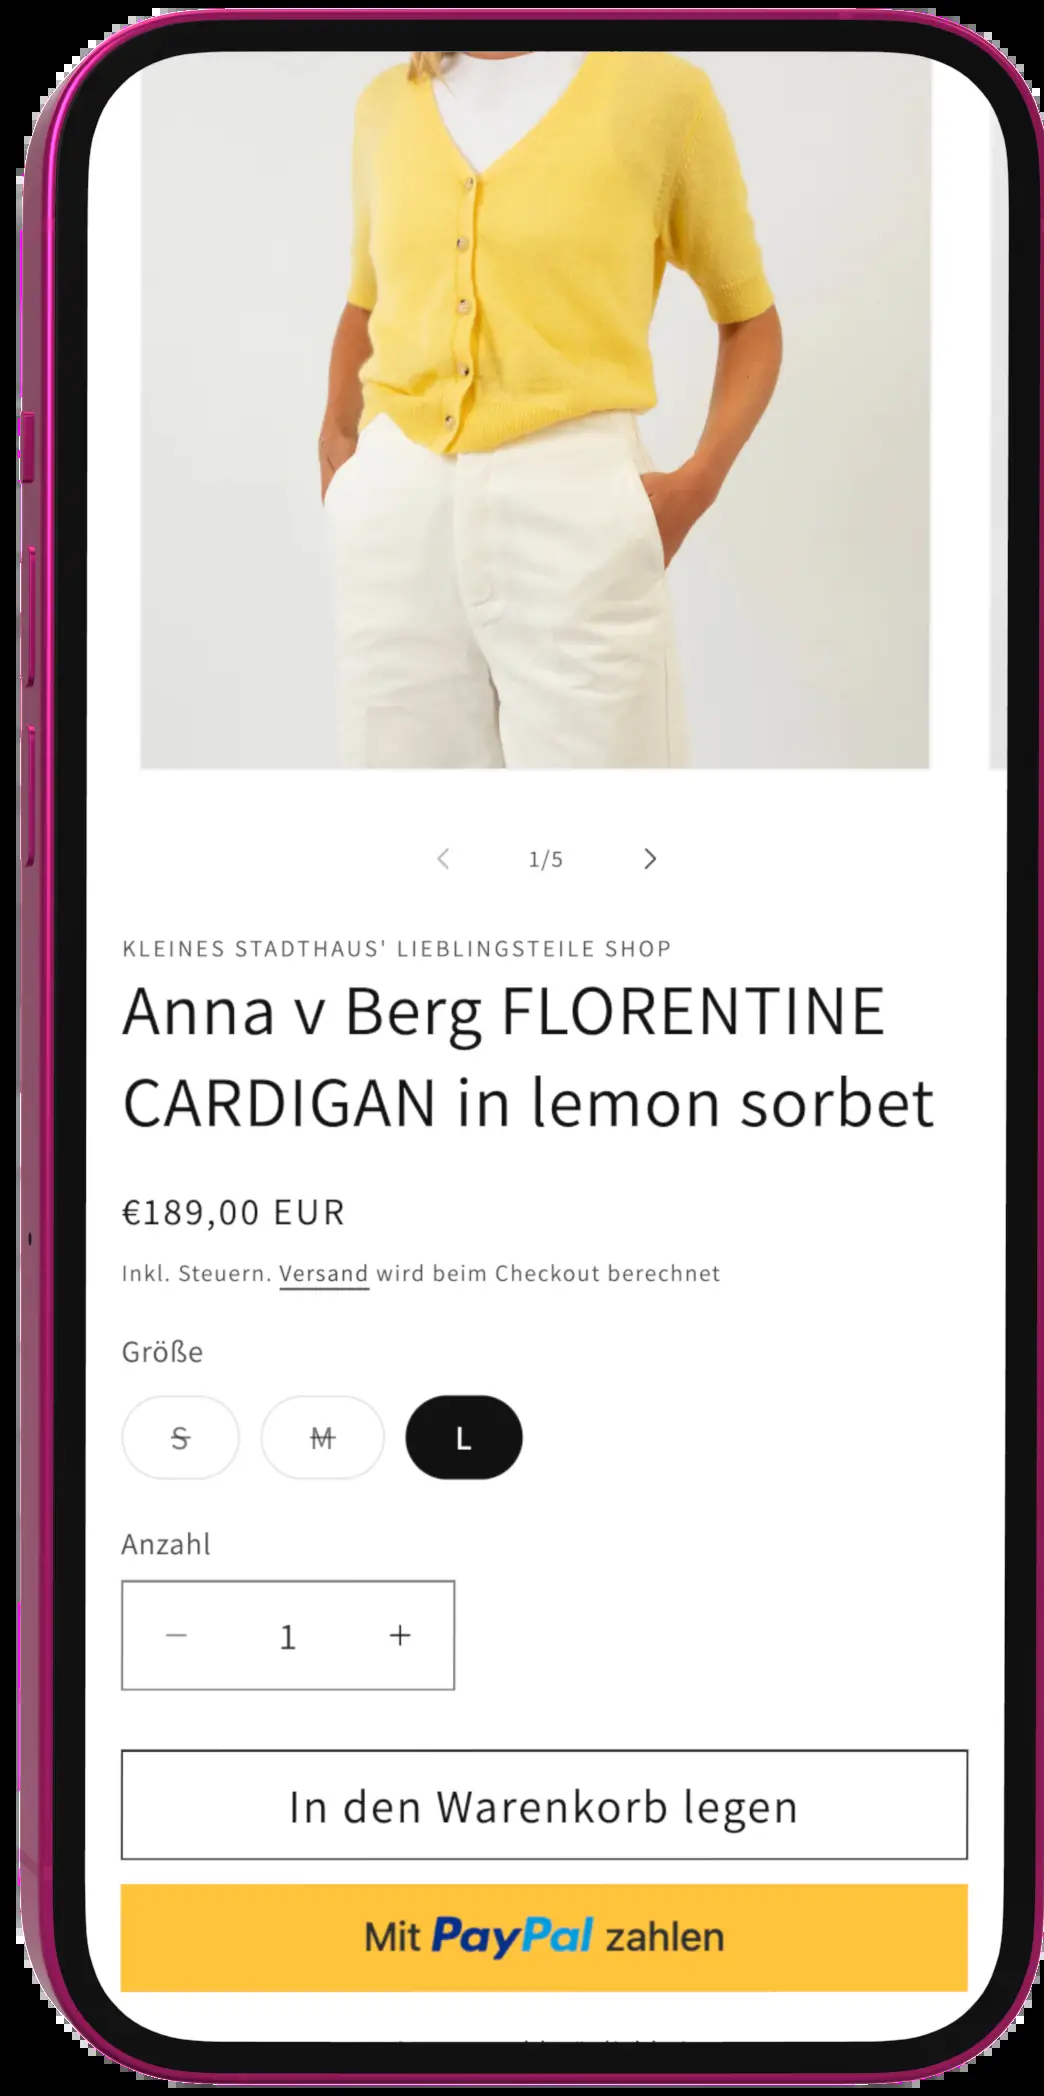 1/5
KLEINES STADTHAUS' LIEBLINGSTEILE SHOP
Anna v Berg FLORENTINE
CARDIGAN in lemon sorbet
€189,00 EUR
Inkl. Steuern. Versand wird beim Checkout berechnet
Größe
S M L
Anzahl
− 1 +
In den Warenkorb legen
Mit PayPal zahlen